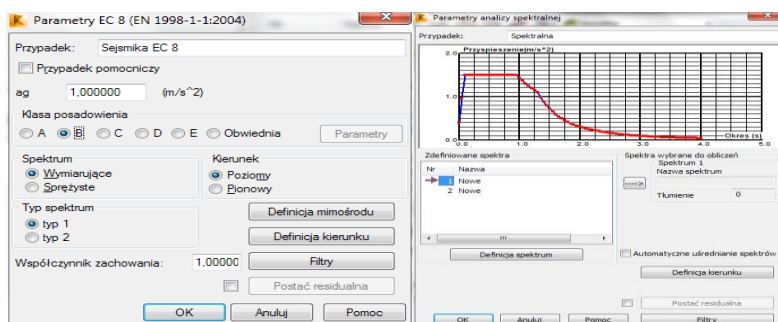 Parametry EC 8 (EN 1998-1-1:2004)
Przypadek: Sejsmika EC 8
Przypadek pomocniczy
ag 1,000000 (m/s^2)
Klasa posadowienia
A B C D E Obwiednia Parametry
Spektrum
Wymiarujące
Sprężyste
Kierunek
Poziomy
Pionowy
Typ spektrum
typ 1
typ 2
Definicja mimośrodu
Definicja kierunku
Współczynnik zachowania: 1,00000 Filtry
Postać residualna
OK Anuluj Pomoc
Parametry analizy spektralnej
Przypadek: Spektralna
Przyspieszenie(m/s^2)
2.0
1.0
0.0
0.0 1.0 2.0 3.0 4.0 5.0
Okres (s)
Zdefiniowane spektra
Nr Nazwa
1 Nowe
2 Nowe
Definicja spektrum
Spektra wybrane do obliczeń
Spektrum 1
Nazwa spektrum
---->
Tłumienie 0
Automatyczne uśrednianie spektrów
Definicja kierunku
Postać residualna
OK Anuluj Pomoc Filtry